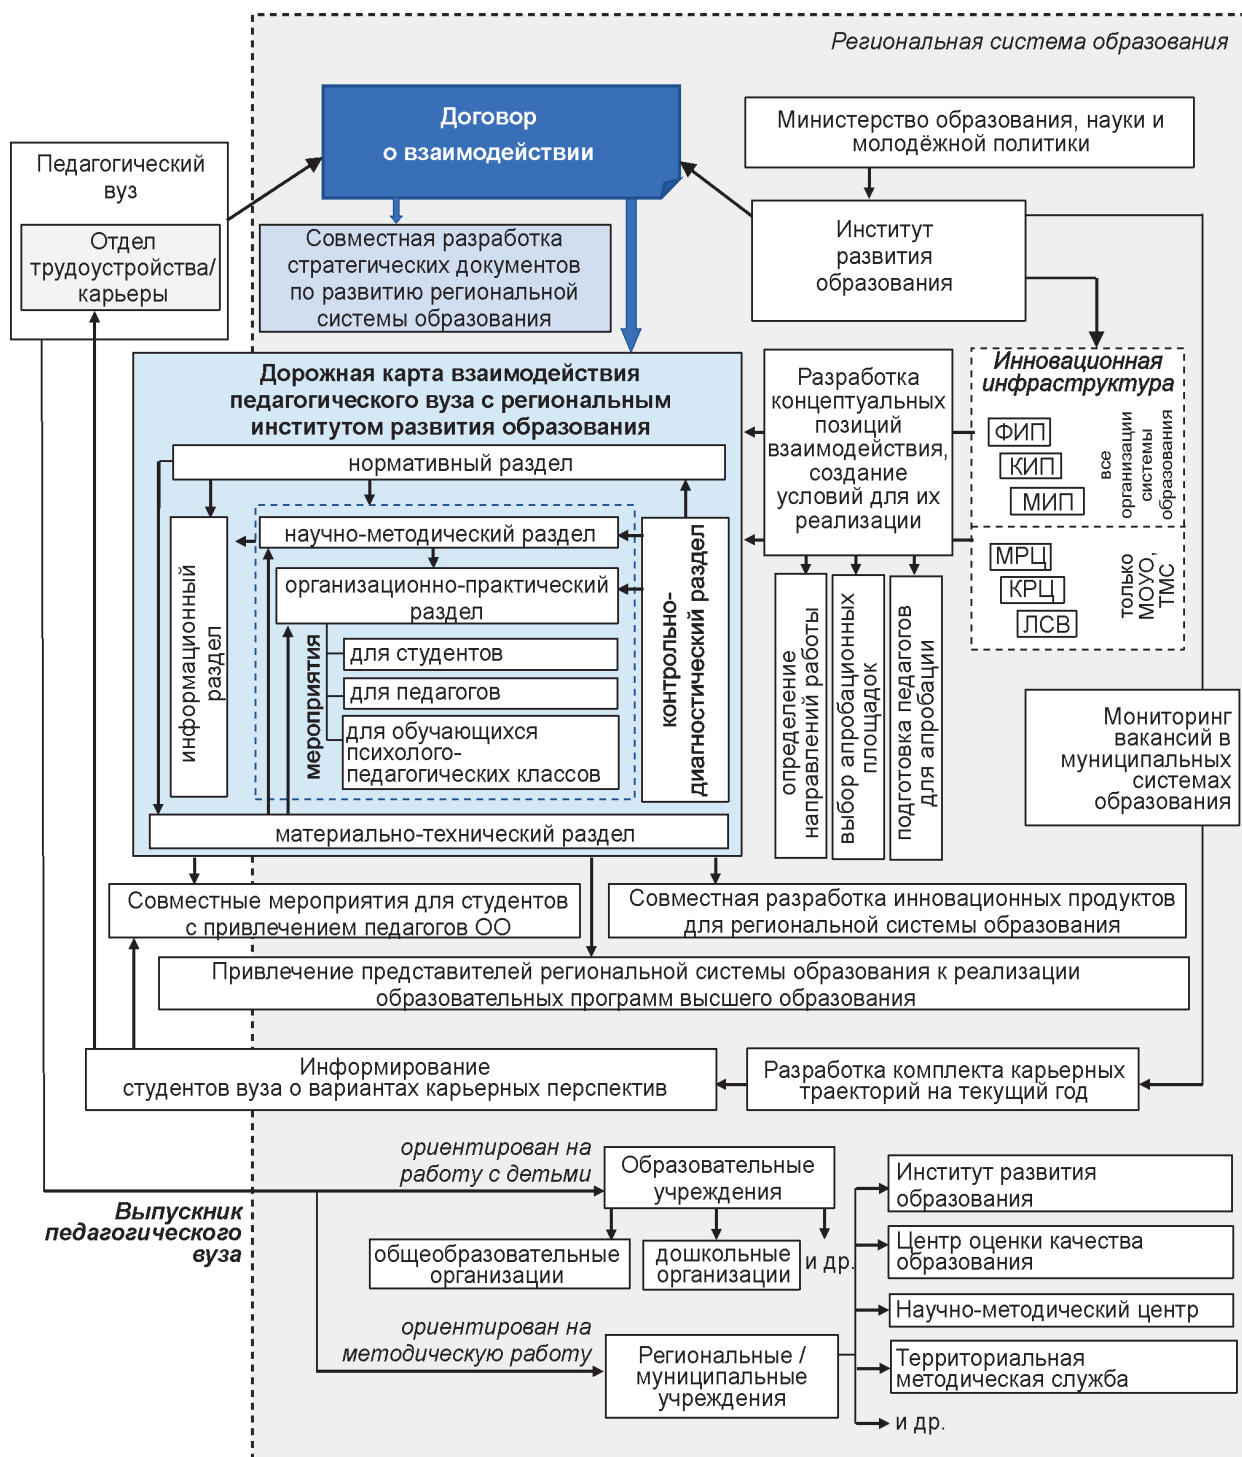 Региональная система образования
Договор
о взаимодействии
Министерство образования, науки и
молодёжной политики
Педагогический
вуз
Отдел
трудоустройства/
карьеры
Совместная разработка
стратегических документов
по развитию региональной
системы образования
Институт
развития
образования
Дорожная карта взаимодействия
педагогического вуза с региональным
институтом развития образования
нормативный раздел
научно-методический раздел
организационно-практический
раздел
мероприятия
для студентов
для педагогов
для обучающихся
психолого-
педагогических классов
информационный
раздел
контрольно-
диагностический раздел
материально-технический раздел
Разработка
концептуальных
позиций
взаимодействия,
создание
условий для их
реализации
определение
направлений работы
выбор апробационных
площадок
подготовка педагогов
для апробации
Инновационная
инфраструктура
ФИП
КИП
МИП
все
организации
системы
образования
МРЦ
КРЦ
ЛСВ
только
МОУО,
ТМС
Мониторинг
вакансий в
муниципальных
системах
образования
Совместные мероприятия для студентов
с привлечением педагогов ОО
Совместная разработка инновационных продуктов
для региональной системы образования
Привлечение представителей региональной системы образования к реализации
образовательных программ высшего образования
Информирование
студентов вуза о вариантах карьерных перспектив
Разработка комплекта карьерных
траекторий на текущий год
ориентирован на
работу с детьми
Образовательные
учреждения
Выпускник
педагогического
вуза
общеобразовательные
организации
дошкольные
организации
и др.
ориентирован на
методическую работу
Региональные /
муниципальные
учреждения
Институт развития
образования
Центр оценки качества
образования
Научно-методический центр
Территориальная
методическая служба
и др.